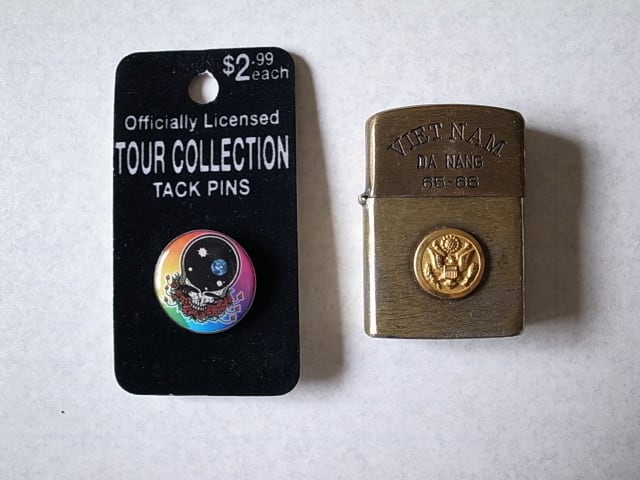 $2.99 each
Officially Licensed
TOUR COLLECTION
TACK PINS
VIETNAM
DA NANG
65-66